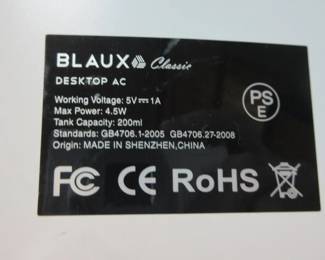 BLAUX Classic
DESKTOP AC
Working Voltage: 5V⎓1A
Max Power: 4.5W
Tank Capacity: 200ml
Standards: GB4706.1-2005 GB4706.27-2008
Origin: MADE IN SHENZHEN,CHINA
PS
E
FC CE RoHS